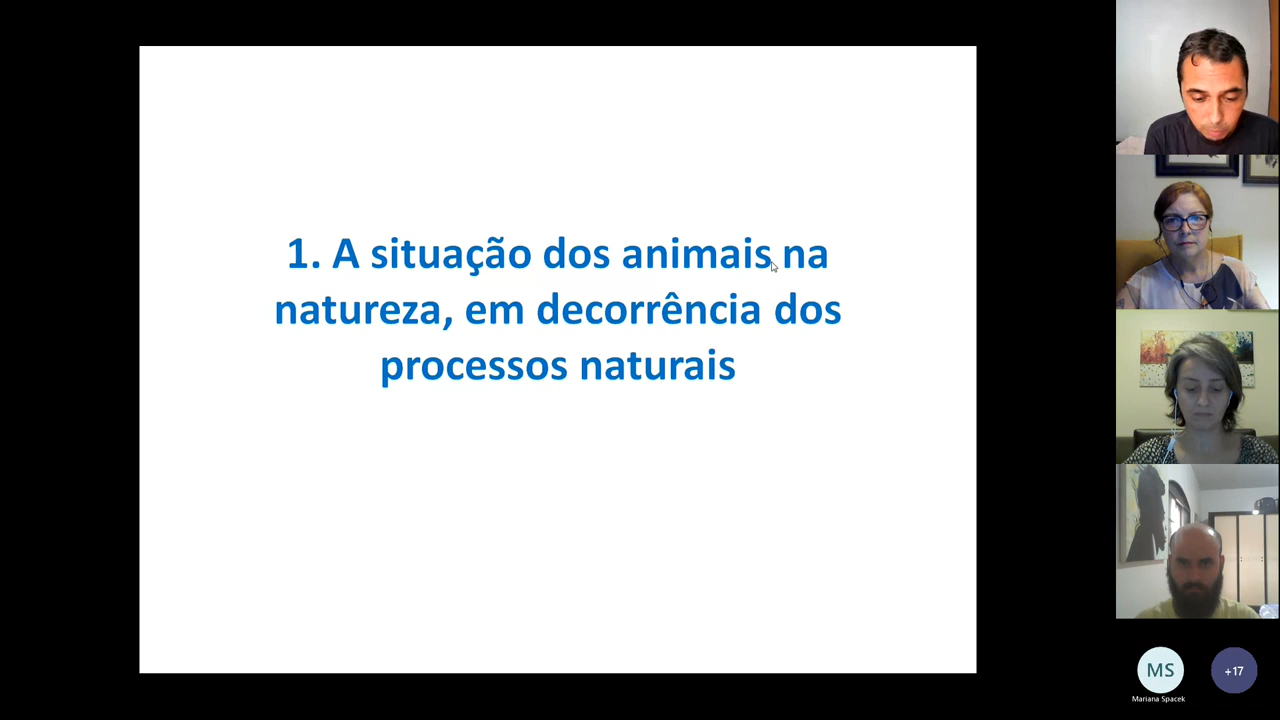 1. A situação dos animais na
natureza, em decorrência dos
processos naturais
MS
Mariana Spacek
+17